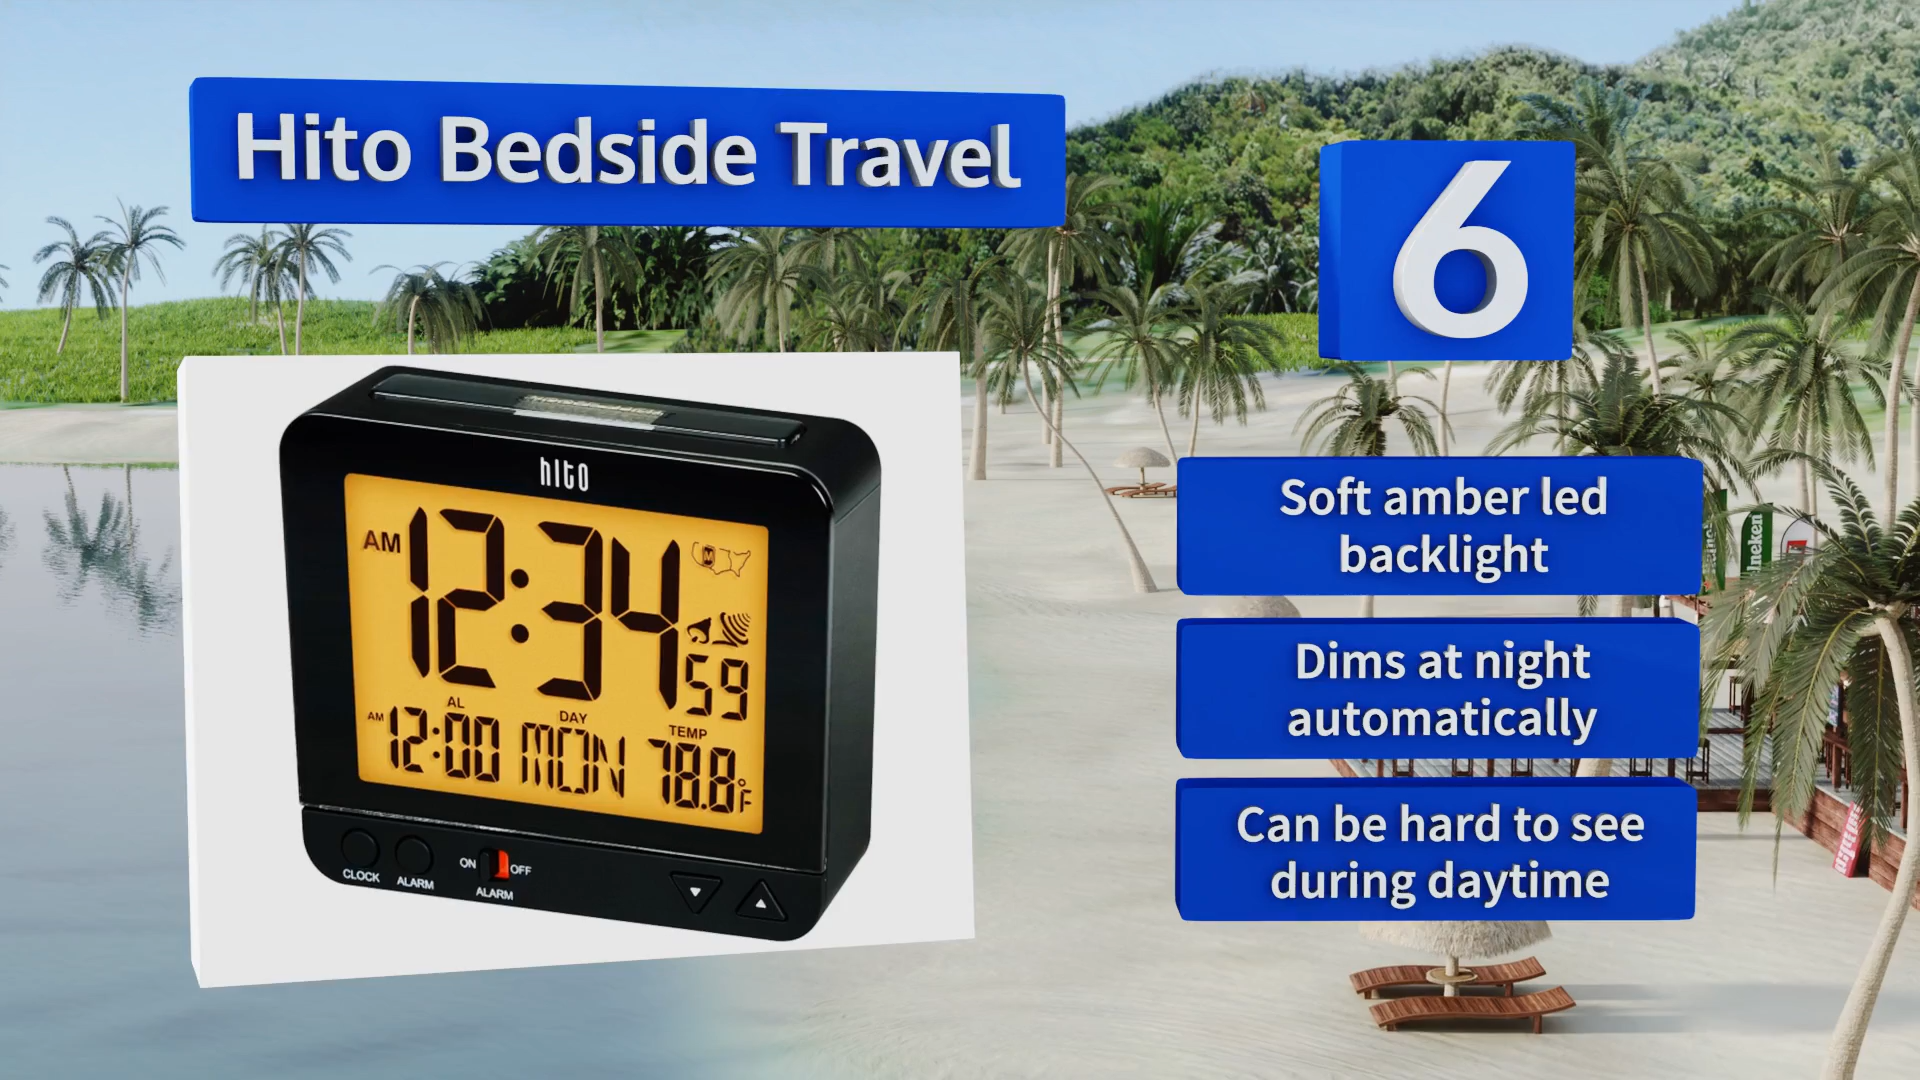 Hito Bedside Travel
6
hito
AM
12:34
59
AL
DAY
TEMP
AM
12:00
MON
78.8°F
CLOCK
ALARM
ON
OFF
ALARM
Soft amber led
backlight
Dims at night
automatically
Can be hard to see
during daytime